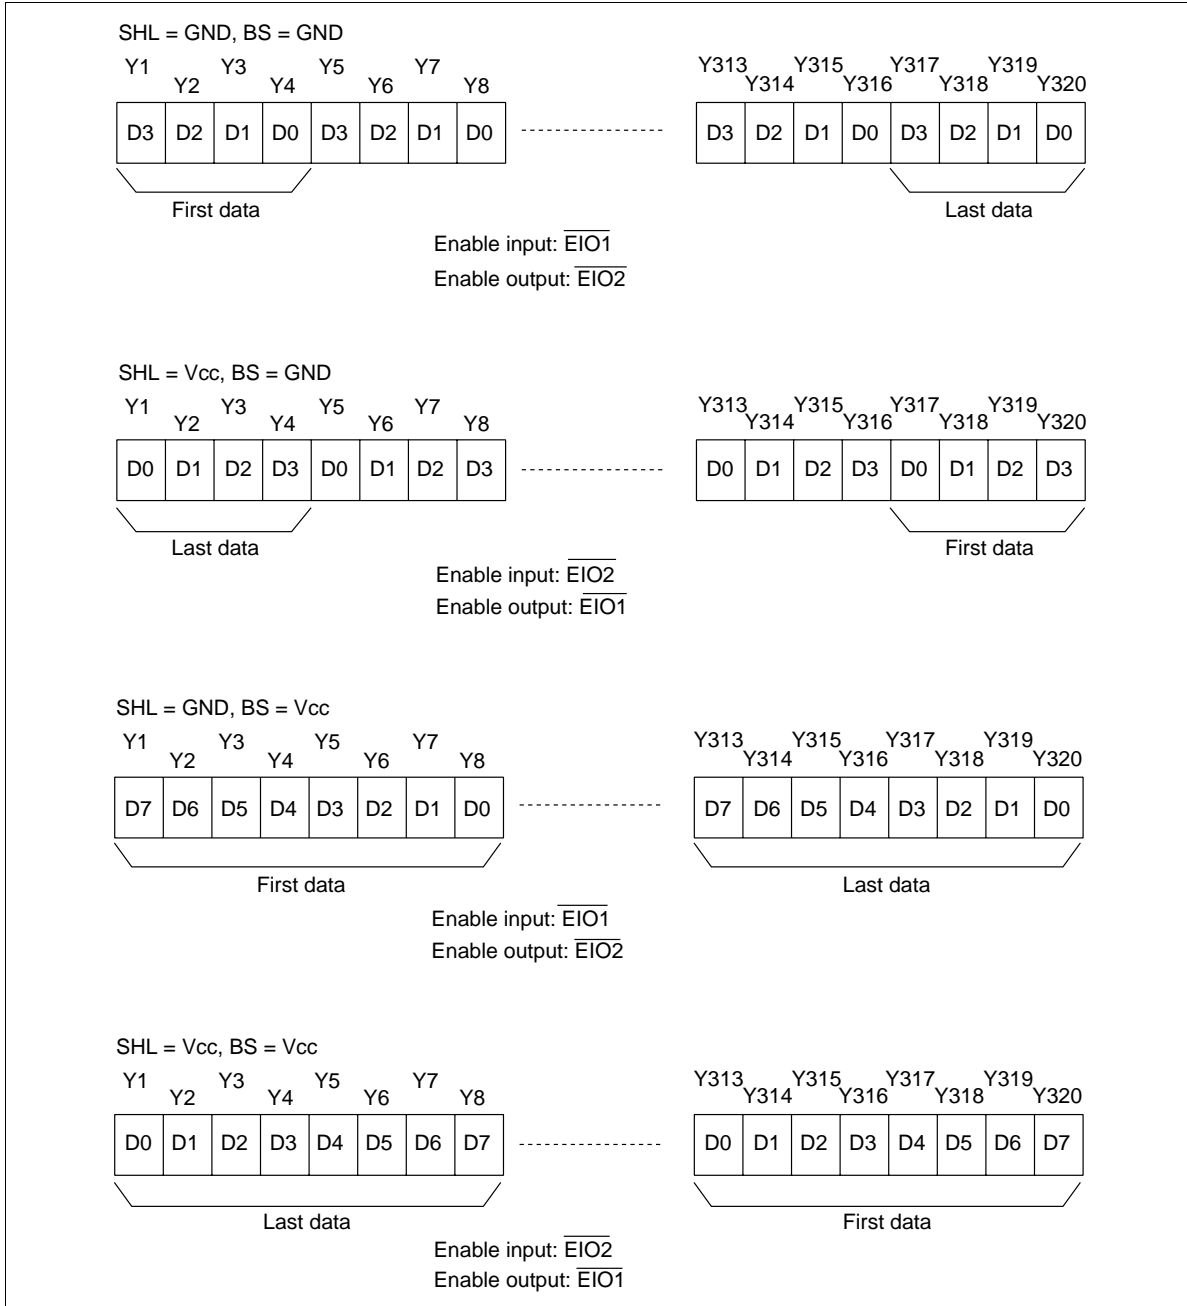 SHL = GND, BS = GND
Y1 Y2 Y3 Y4 Y5 Y6 Y7 Y8 Y313 Y314 Y315 Y316 Y317 Y318 Y319 Y320
D3 D2 D1 D0 D3 D2 D1 D0 D3 D2 D1 D0 D3 D2 D1 D0
First data Last data
Enable input: EIO1
Enable output: EIO2
SHL = Vcc, BS = GND
Y1 Y2 Y3 Y4 Y5 Y6 Y7 Y8 Y313 Y314 Y315 Y316 Y317 Y318 Y319 Y320
D0 D1 D2 D3 D0 D1 D2 D3 D0 D1 D2 D3 D0 D1 D2 D3
Last data First data
Enable input: EIO2
Enable output: EIO1
SHL = GND, BS = Vcc
Y1 Y2 Y3 Y4 Y5 Y6 Y7 Y8 Y313 Y314 Y315 Y316 Y317 Y318 Y319 Y320
D7 D6 D5 D4 D3 D2 D1 D0 D7 D6 D5 D4 D3 D2 D1 D0
First data Last data
Enable input: EIO1
Enable output: EIO2
SHL = Vcc, BS = Vcc
Y1 Y2 Y3 Y4 Y5 Y6 Y7 Y8 Y313 Y314 Y315 Y316 Y317 Y318 Y319 Y320
D0 D1 D2 D3 D4 D5 D6 D7 D0 D1 D2 D3 D4 D5 D6 D7
Last data First data
Enable input: EIO2
Enable output: EIO1